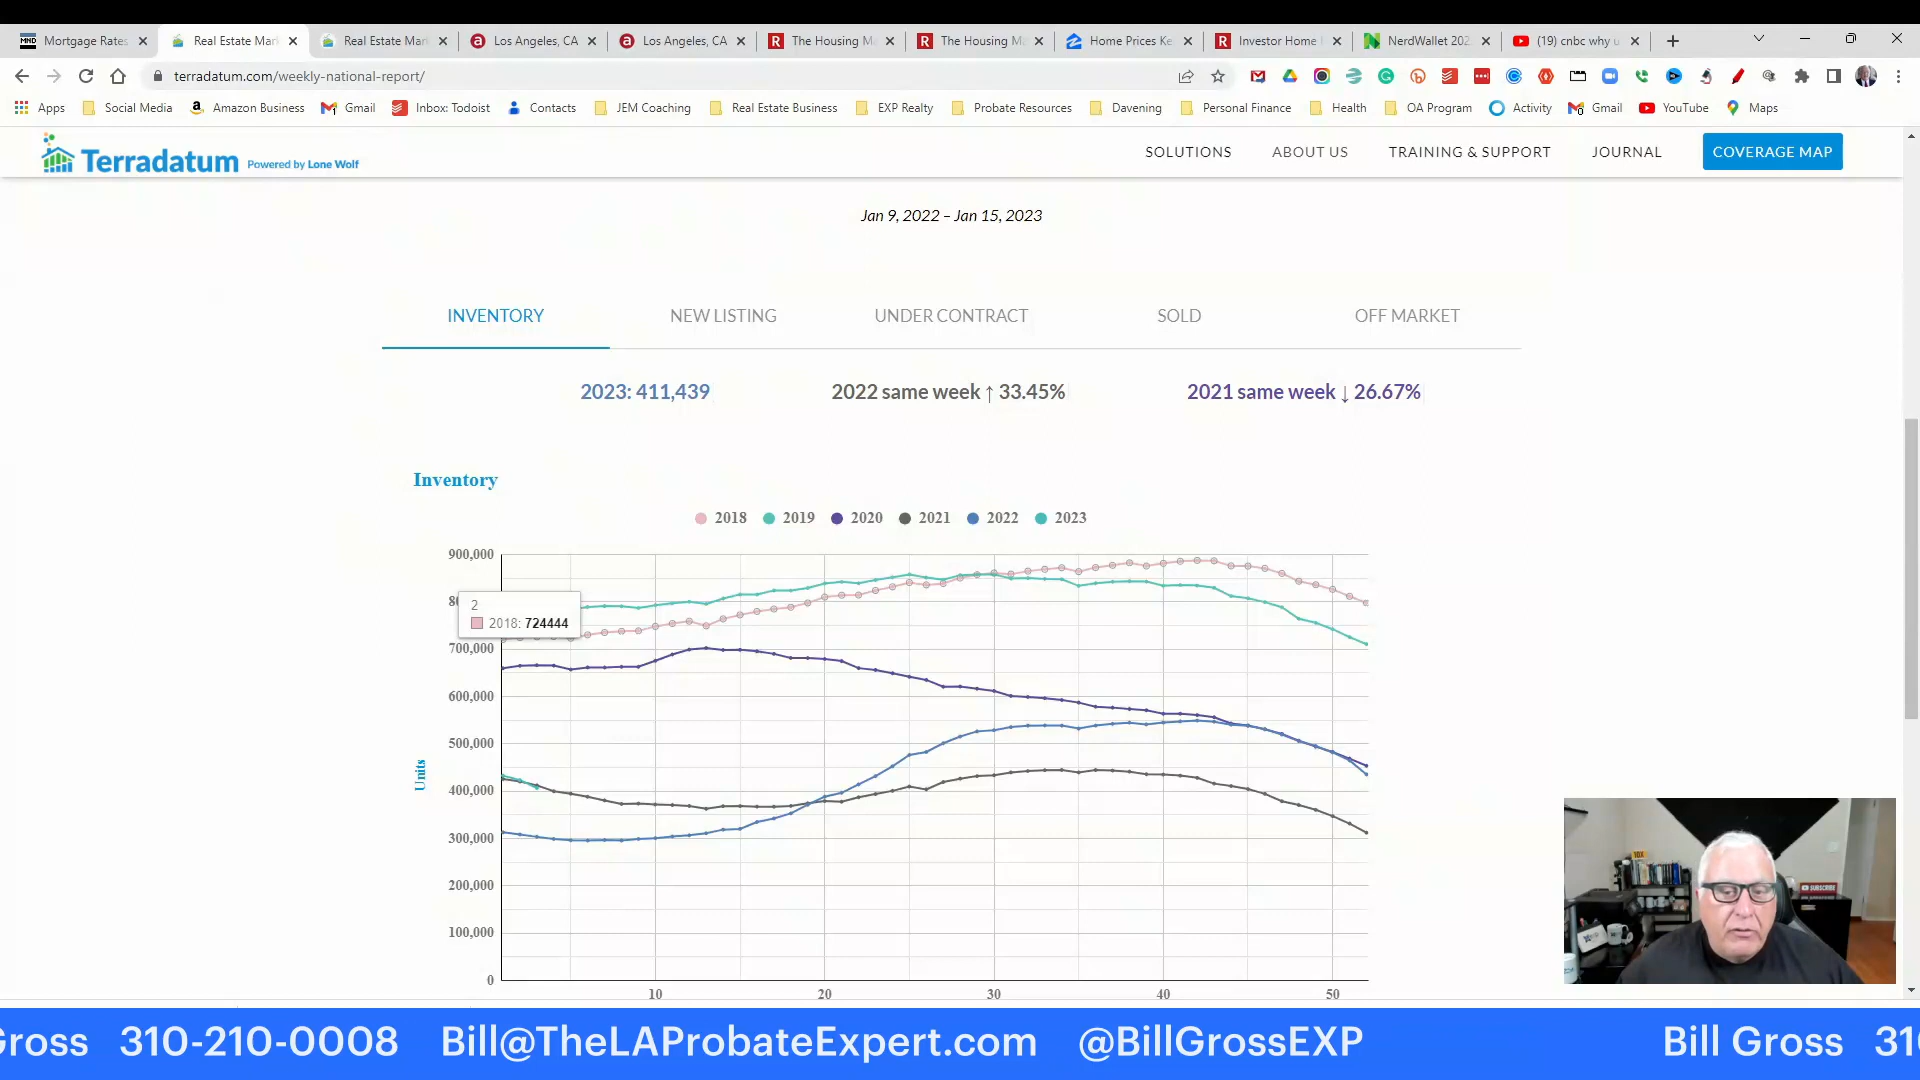 Mortgage Rates
Real Estate Mar
Real Estate Mar
Los Angeles, CA
Los Angeles, CA
The Housing M
The Housing M
Home Prices Ke
Investor Home
NerdWallet 202
(19) cnbc why u
terradatum.com/weekly-national-report/
Apps
Social Media
Amazon Business
Gmail
Inbox: Todoist
Contacts
JEM Coaching
Real Estate Business
EXP Realty
Probate Resources
Davening
Personal Finance
Health
OA Program
Activity
Gmail
YouTube
Maps
Terradatum Powered by Lone Wolf
SOLUTIONS
ABOUT US
TRAINING & SUPPORT
JOURNAL
COVERAGE MAP
Jan 9, 2022 – Jan 15, 2023
INVENTORY
NEW LISTING
UNDER CONTRACT
SOLD
OFF MARKET
2023: 411,439
2022 same week ↑ 33.45%
2021 same week ↓ 26.67%
Inventory
2018 2019 2020 2021 2022 2023
900,000
80
2
2018: 724444
700,000
600,000
500,000
Units
400,000
300,000
200,000
100,000
0
10 20 30 40 50
10X
SUBSCRIBE
Gross 310-210-0008 Bill@TheLAProbateExpert.com @BillGrossEXP Bill Gross 310